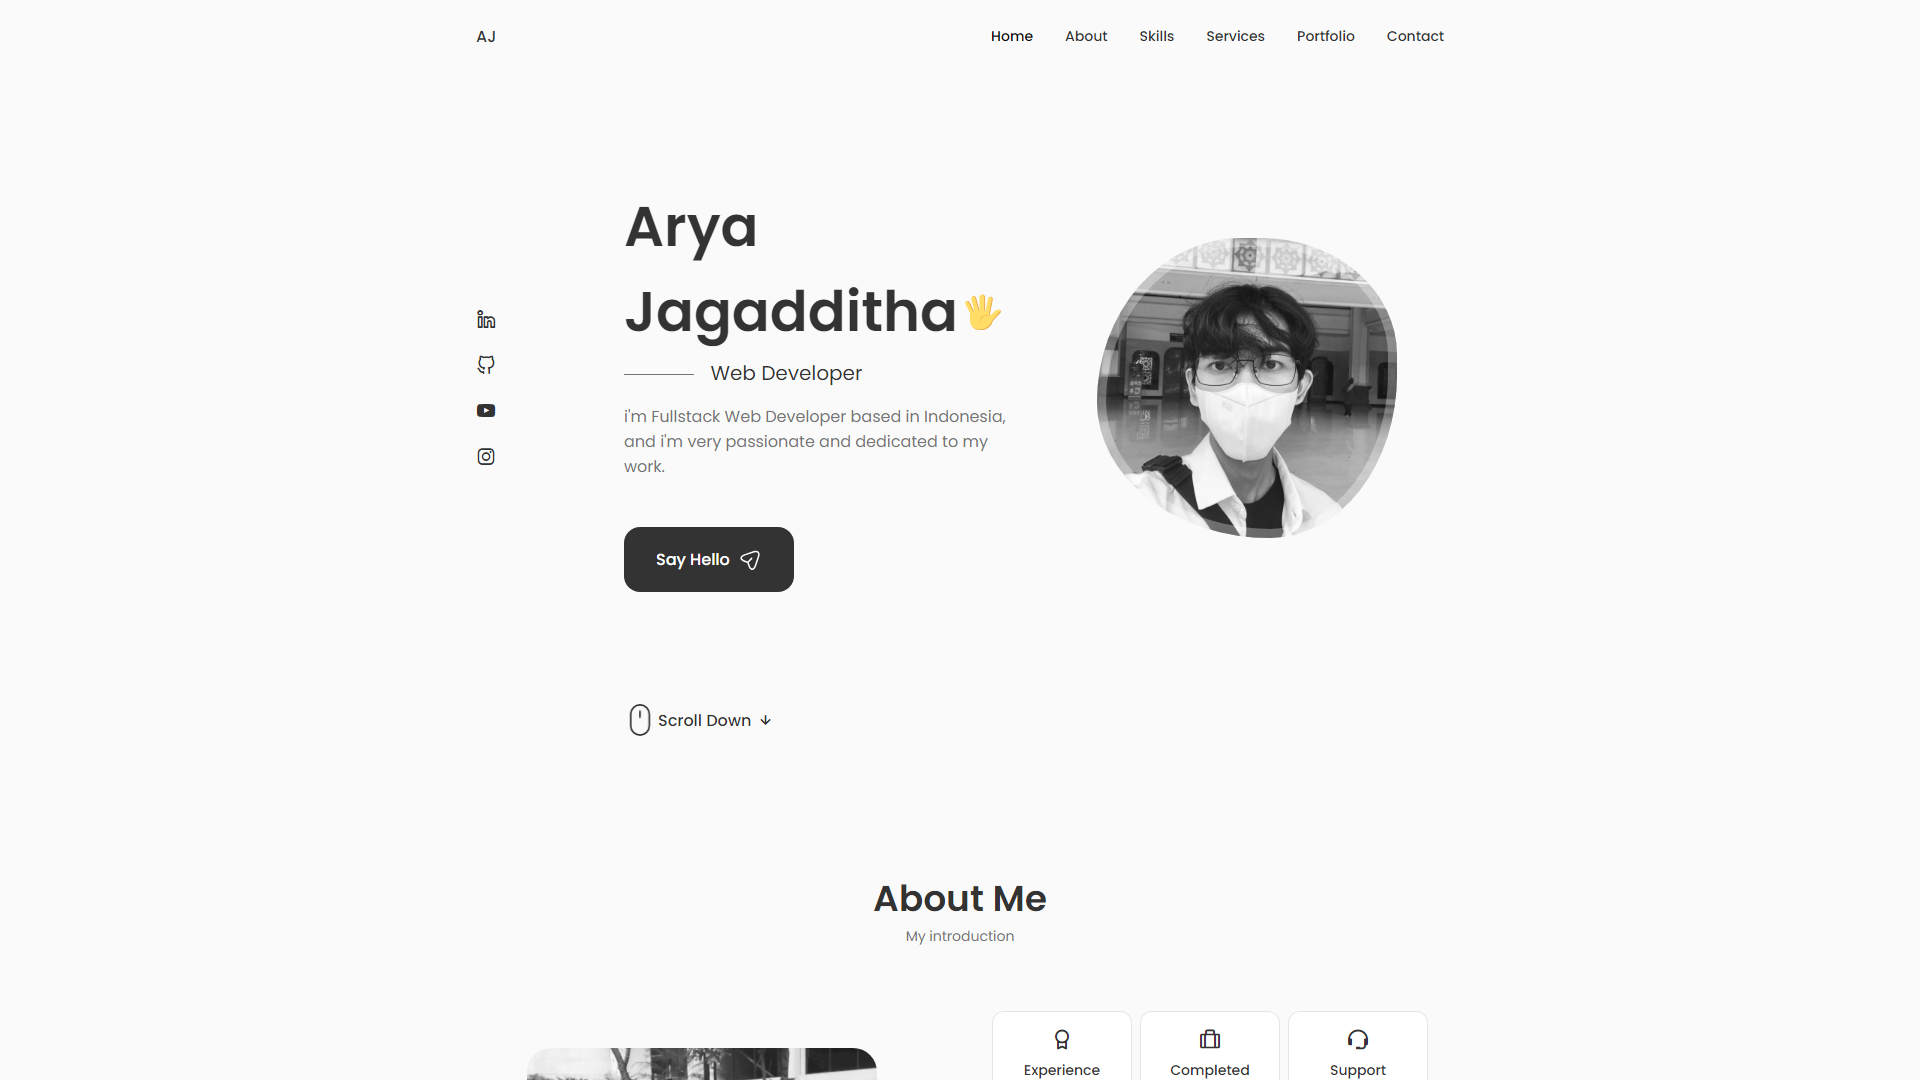 AJ
Home
About
Skills
Services
Portfolio
Contact
Arya
Jagadditha🖐
Web Developer
i'm Fullstack Web Developer based in Indonesia,
and i'm very passionate and dedicated to my
work.
Say Hello
Scroll Down
About Me
My introduction
Experience
Completed
Support